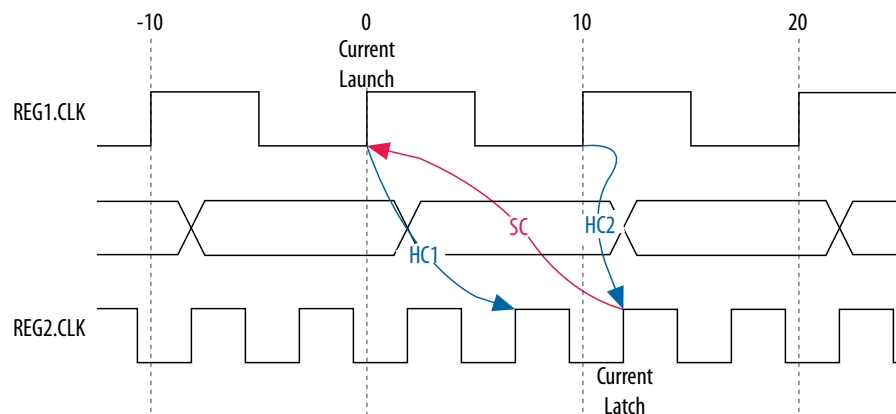 -10 0 10 20
Current
Launch
REG1.CLK
SC
HC2
HC1
REG2.CLK
Current
Latch